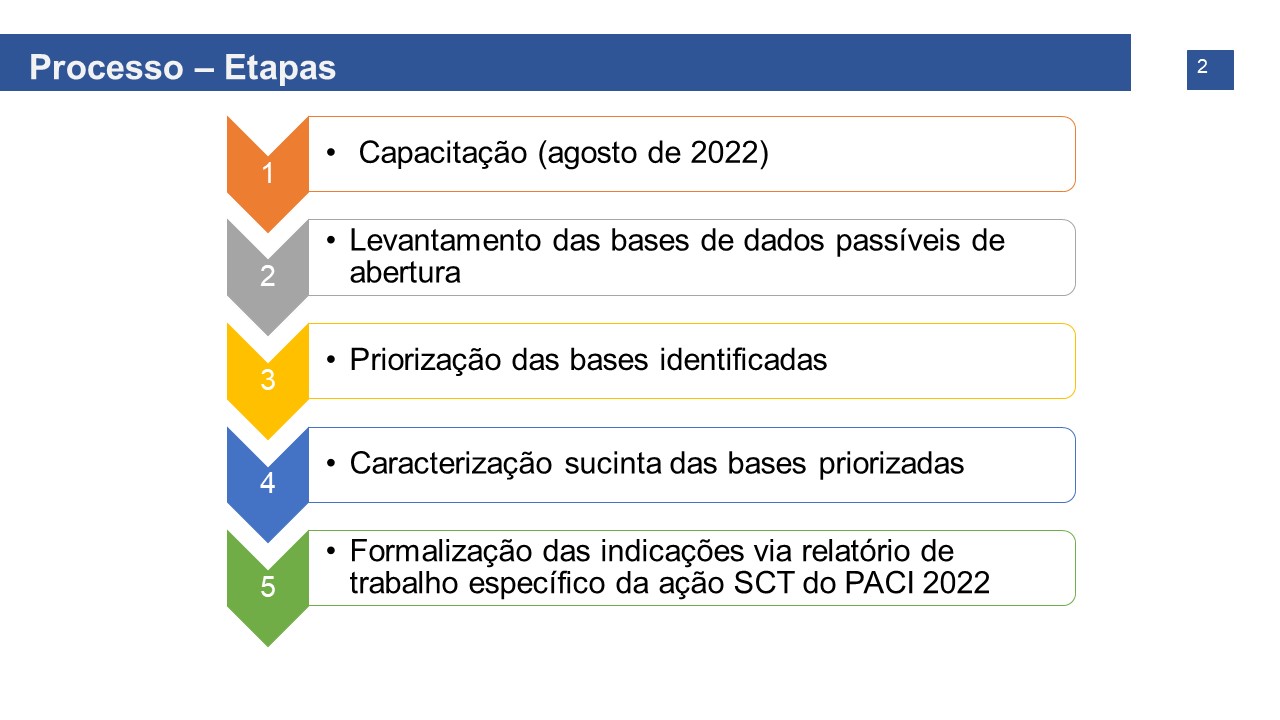 Processo – Etapas
2
1
• Capacitação (agosto de 2022)
2
• Levantamento das bases de dados passíveis de
abertura
3
• Priorização das bases identificadas
4
• Caracterização sucinta das bases priorizadas
5
• Formalização das indicações via relatório de
trabalho específico da ação SCT do PACI 2022